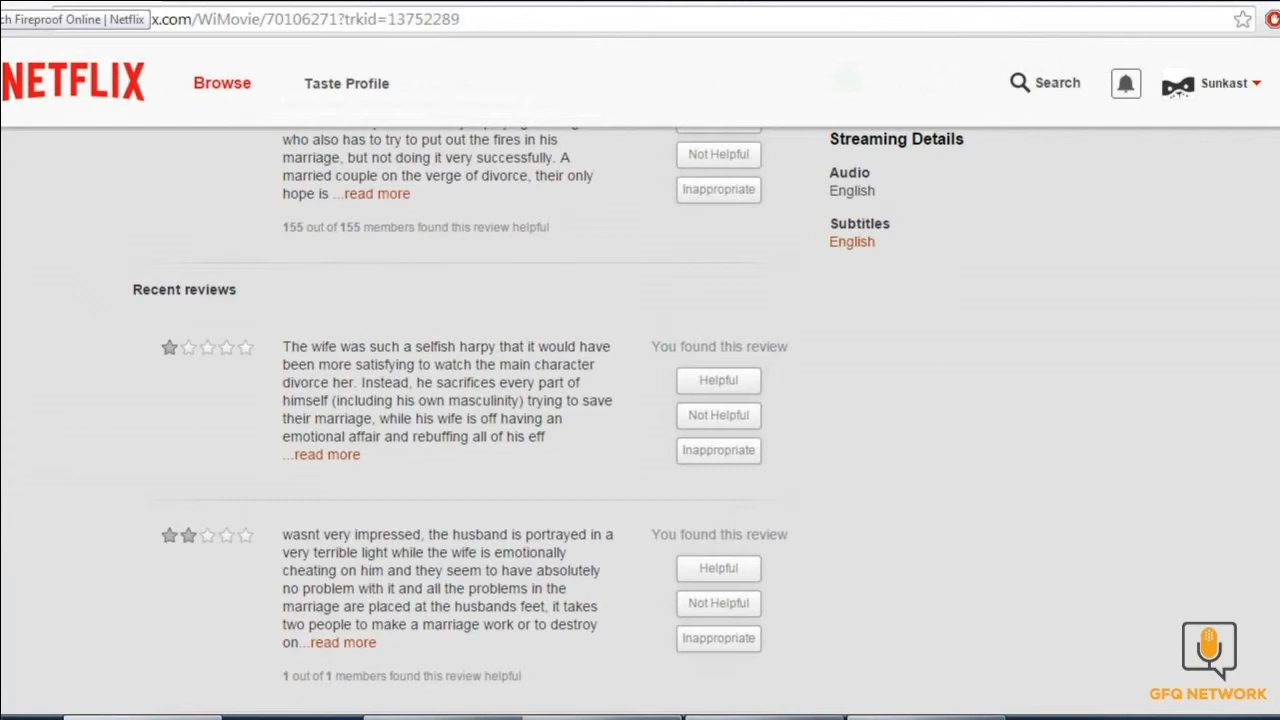 ch Fireproof Online | Netflix
x.com/WiMovie/70106271?trkid=13752289
NETFLIX
Browse
Taste Profile
Search
Sunkast
who also has to try to put out the fires in his
marriage, but not doing it very successfully. A
married couple on the verge of divorce, their only
hope is ...read more
155 out of 155 members found this review helpful
Not Helpful
Inappropriate
Streaming Details
Audio
English
Subtitles
English
Recent reviews
The wife was such a selfish harpy that it would have
been more satisfying to watch the main character
divorce her. Instead, he sacrifices every part of
himself (including his own masculinity) trying to save
their marriage, while his wife is off having an
emotional affair and rebuffing all of his eff
...read more
You found this review
Helpful
Not Helpful
Inappropriate
wasnt very impressed, the husband is portrayed in a
very terrible light while the wife is emotionally
cheating on him and they seem to have absolutely
no problem with it and all the problems in the
marriage are placed at the husbands feet, it takes
two people to make a marriage work or to destroy
on...read more
1 out of 1 members found this review helpful
You found this review
Helpful
Not Helpful
Inappropriate
GFQ NETWORK